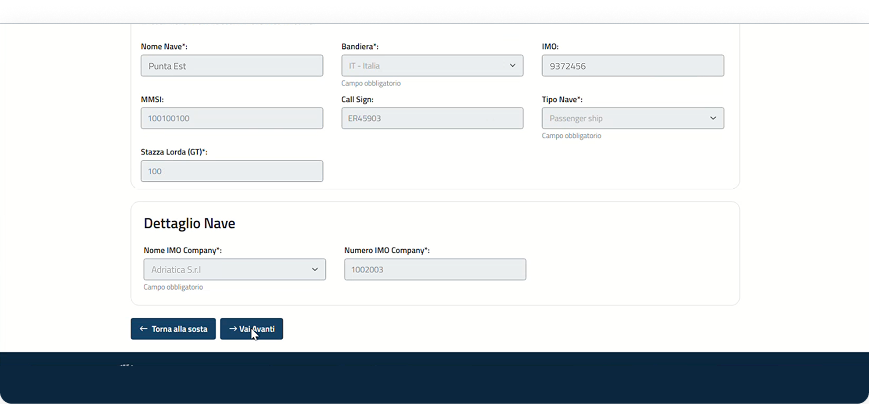 Nome Nave*: Bandiera*: IMO:
Punta Est IT - Italia 9372456
Campo obbligatorio
MMSI: Call Sign: Tipo Nave*:
100100100 ER45903 Passenger ship
Campo obbligatorio
Stazza Lorda (GT)*:
100
Dettaglio Nave
Nome IMO Company*: Numero IMO Company*:
Adriatica S.r.l 1002003
Campo obbligatorio
← Torna alla sosta → Vai Avanti